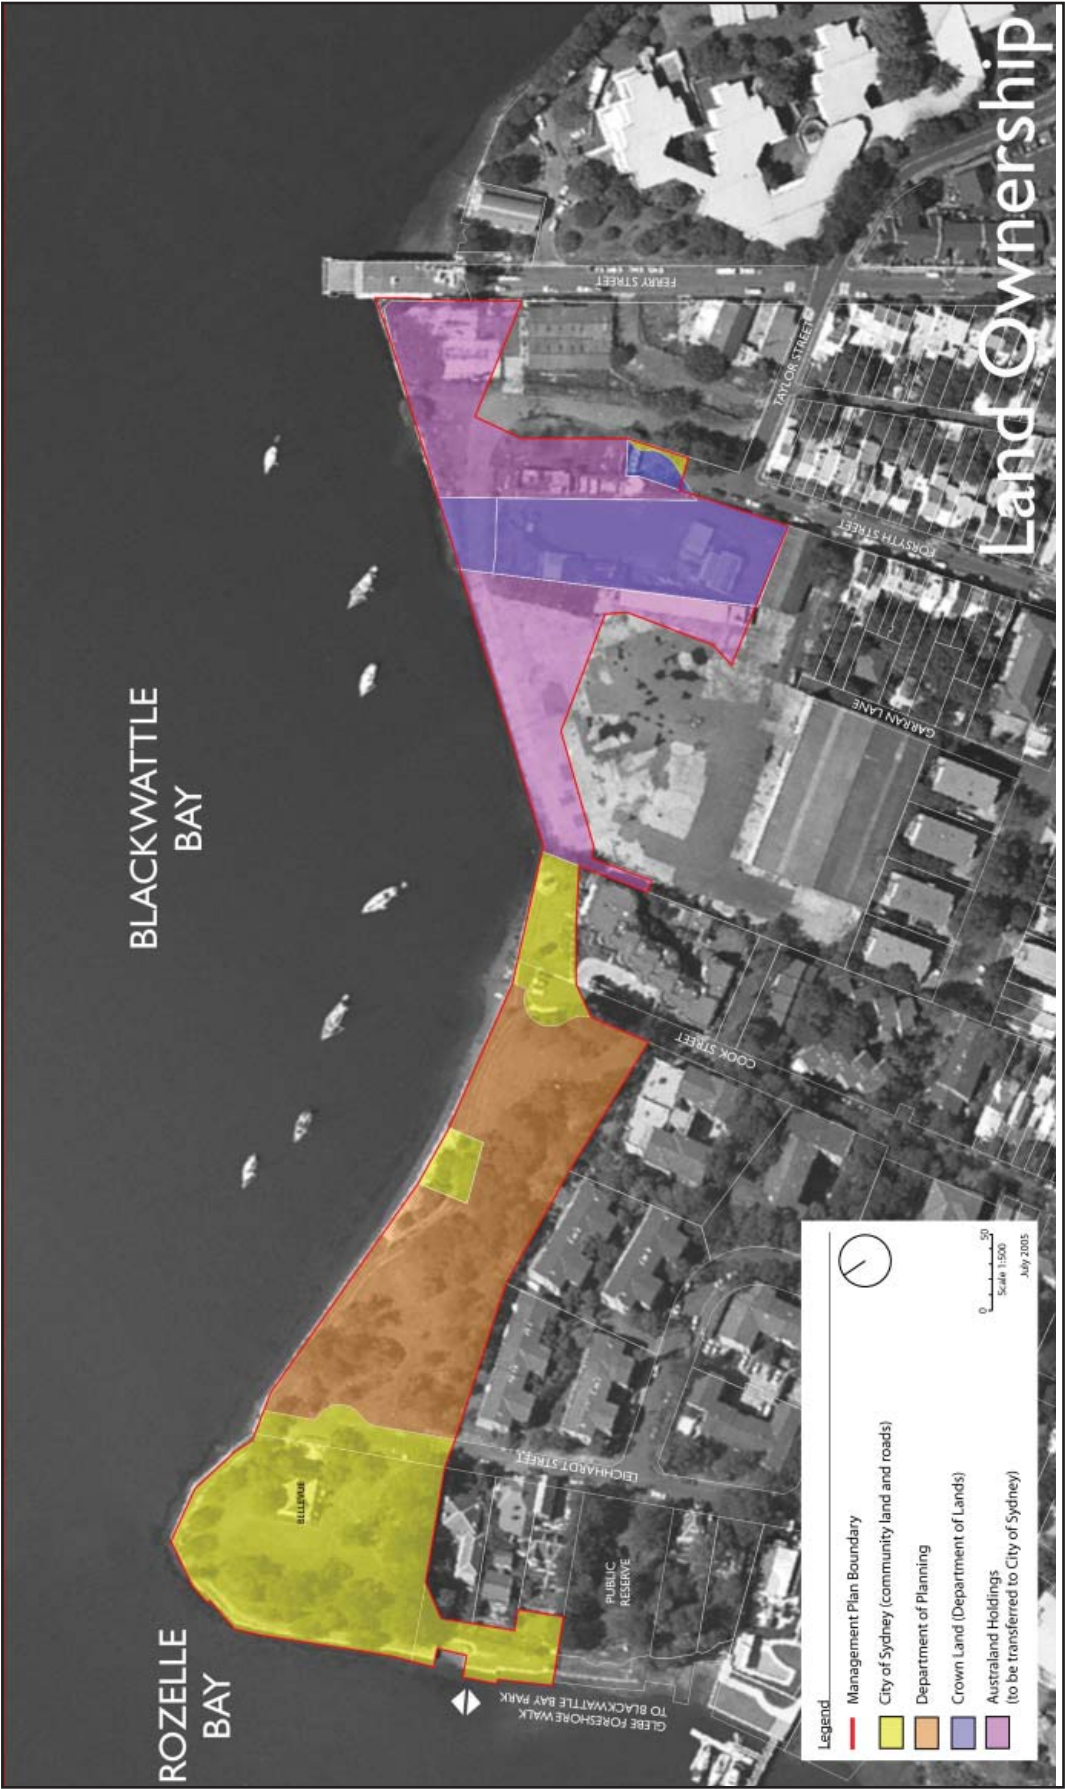 Land Ownership
BLACKWATTLE
BAY
ROZELLE
BAY
FERRY STREET
TAYLOR STREET
FORSYTH STREET
GARRAN LANE
COOK STREET
LEICHHARDT STREET
BELLEVUE
PUBLIC
RESERVE
GLEBE FORESHORE WALK
TO BLACKWATTLE BAY PARK
Legend
Management Plan Boundary
City of Sydney (community land and roads)
Department of Planning
Crown Land (Department of Lands)
Australand Holdings
(to be transferred to City of Sydney)
0 50
Scale 1:500
July 2005